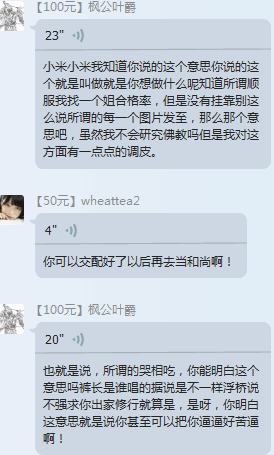 【100元】枫公叶爵
23"
小米小米我知道你说的这个意思你说的这
个就是叫做就是你想做什么呢知道所谓顺
服我找一个姐合格率，但是没有挂靠别这
么说所谓的每一个图片发至，那么那个意
思吧，虽然我不会研究佛教吗但是我对这
方面有一点点的调皮。
【50元】wheattea2
4"
你可以交配好了以后再去当和尚啊！
【100元】枫公叶爵
20"
也就是说，所谓的哭相吃，你能明白这个
意思吗裤长是谁唱的据说是不一样浮桥说
不强求你出家修行就算是，是呀，你明白
这意思就是说你甚至可以把你逼逼好苦逼
啊！